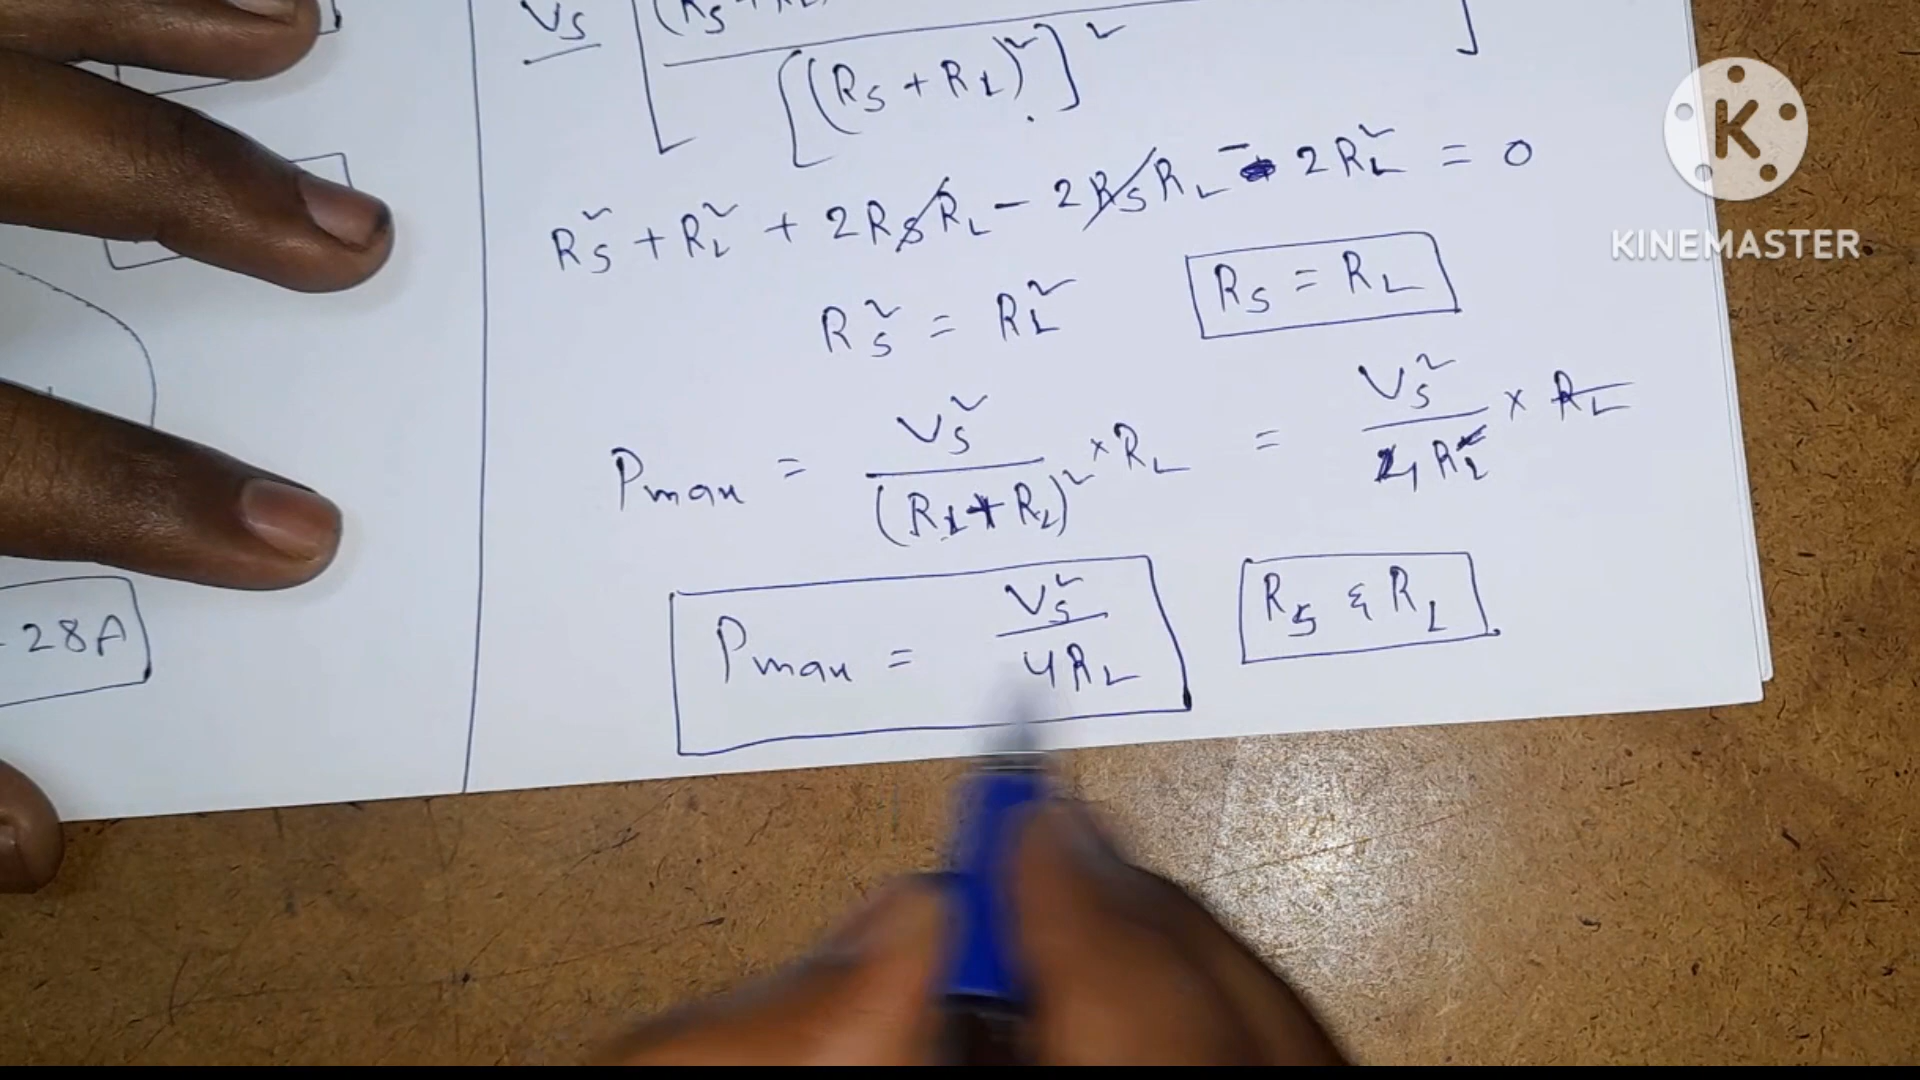 Vs
[(Rs + RL)²]²
Rs² + RL² + 2RsRL - 2RsRL - 2RL² = 0
Rs² = RL² Rs = RL
Pmax = Vs² / (RL + RL)² × RL = Vs² / 4RL² × RL
Pmax = Vs² / 4RL Rs & RL
28A
K
KINEMASTER